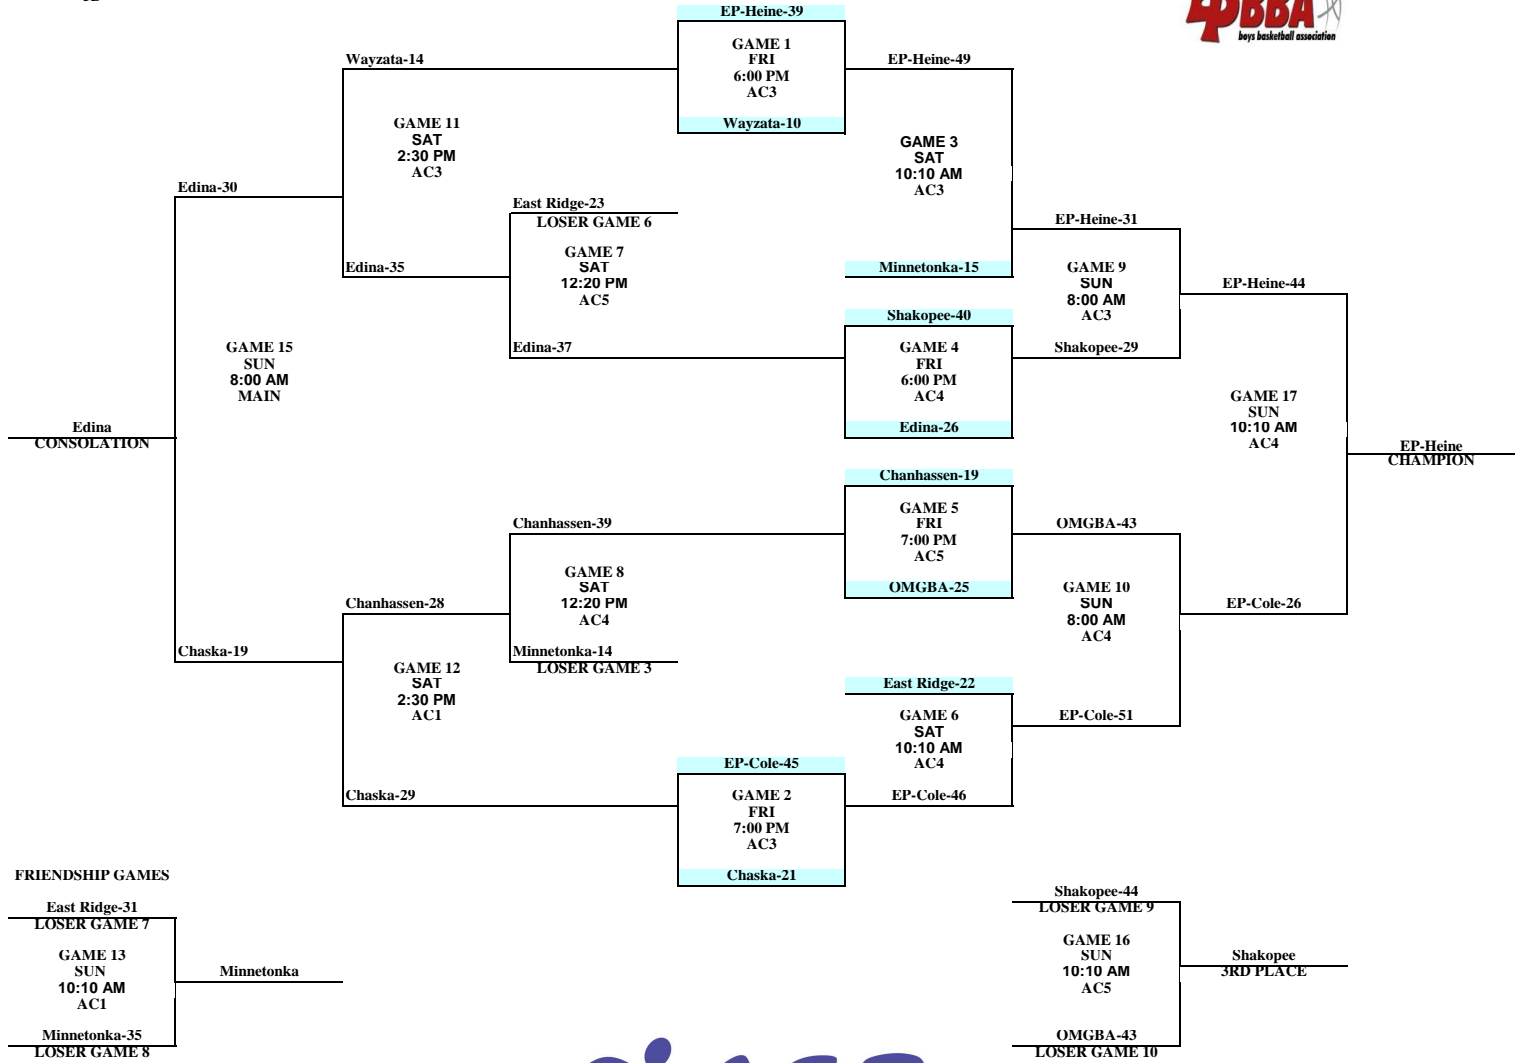 EP-Heine-39
EPBBA
boys basketball association
GAME 1
FRI
6:00 PM
AC3
Wayzata-14
EP-Heine-49
Wayzata-10
GAME 11
SAT
2:30 PM
AC3
GAME 3
SAT
10:10 AM
AC3
Edina-30
East Ridge-23
LOSER GAME 6
EP-Heine-31
GAME 7
SAT
12:20 PM
AC5
Edina-35
Minnetonka-15
GAME 9
SUN
8:00 AM
AC3
EP-Heine-44
Shakopee-40
GAME 15
SUN
8:00 AM
MAIN
Edina-37
GAME 4
FRI
6:00 PM
AC4
Shakopee-29
GAME 17
SUN
10:10 AM
AC4
Edina
CONSOLATION
Edina-26
EP-Heine
CHAMPION
Chanhassen-19
GAME 5
FRI
7:00 PM
AC5
Chanhassen-39
OMGBA-43
GAME 8
SAT
12:20 PM
AC4
OMGBA-25
GAME 10
SUN
8:00 AM
AC4
Chanhassen-28
EP-Cole-26
Chaska-19
Minnetonka-14
LOSER GAME 3
GAME 12
SAT
2:30 PM
AC1
East Ridge-22
GAME 6
SAT
10:10 AM
AC4
EP-Cole-51
EP-Cole-45
Chaska-29
GAME 2
FRI
7:00 PM
AC3
EP-Cole-46
Chaska-21
FRIENDSHIP GAMES
East Ridge-31
LOSER GAME 7
GAME 13
SUN
10:10 AM
AC1
Minnetonka
Minnetonka-35
LOSER GAME 8
Shakopee-44
LOSER GAME 9
GAME 16
SUN
10:10 AM
AC5
Shakopee
3RD PLACE
OMGBA-43
LOSER GAME 10